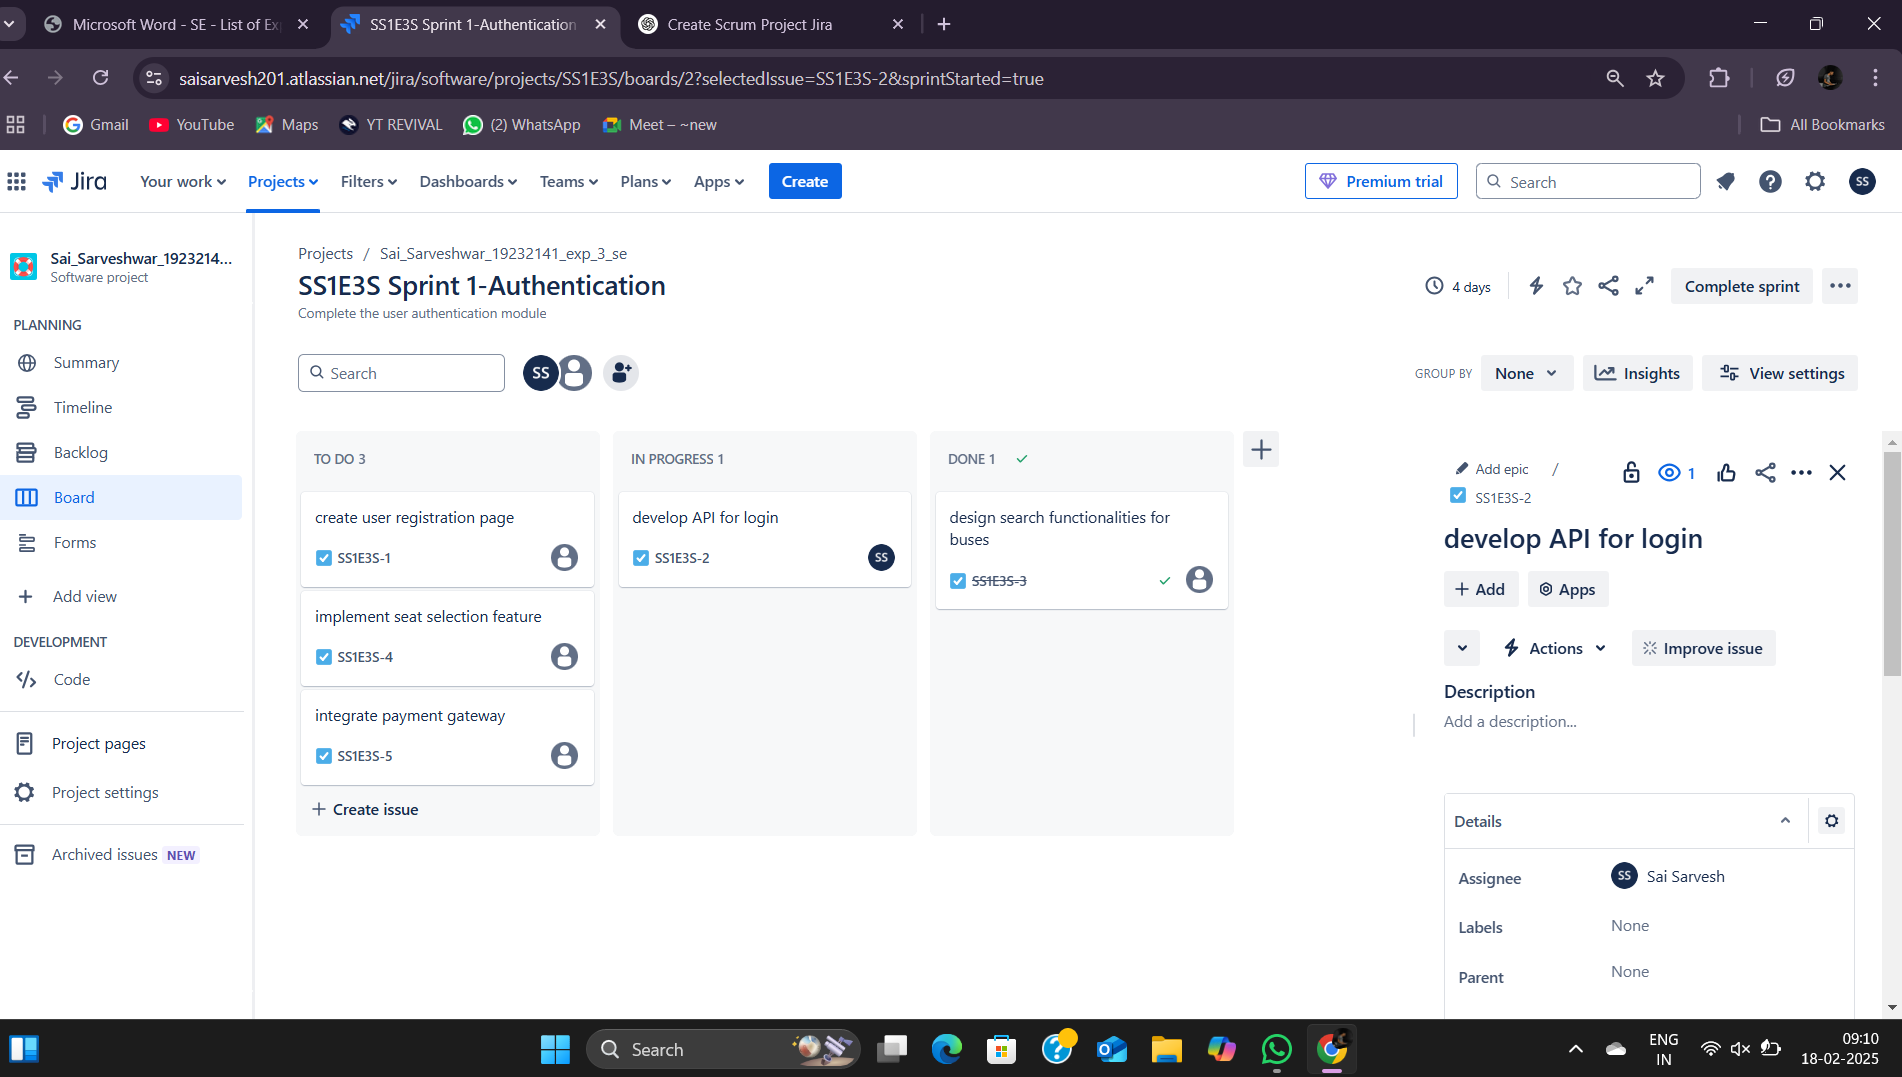 Microsoft Word - SE - List of Ex
SS1E3S Sprint 1-Authentication
Create Scrum Project Jira
saisarvesh201.atlassian.net/jira/software/projects/SS1E3S/boards/2?selectedIssue=SS1E3S-2&sprintStarted=true
Gmail
YouTube
Maps
YT REVIVAL
(2) WhatsApp
Meet – ~new
All Bookmarks
Jira
Your work
Projects
Filters
Dashboards
Teams
Plans
Apps
Create
Premium trial
Search
SS
Sai_Sarveshwar_1923214...
Software project
PLANNING
Summary
Timeline
Backlog
Board
Forms
Add view
DEVELOPMENT
Code
Project pages
Project settings
Archived issues NEW
Projects / Sai_Sarveshwar_19232141_exp_3_se
SS1E3S Sprint 1-Authentication
Complete the user authentication module
4 days
Complete sprint
Search
SS
GROUP BY
None
Insights
View settings
TO DO 3
create user registration page
SS1E3S-1
implement seat selection feature
SS1E3S-4
integrate payment gateway
SS1E3S-5
Create issue
IN PROGRESS 1
develop API for login
SS1E3S-2
SS
DONE 1
design search functionalities for
buses
SS1E3S-3
Add epic /
SS1E3S-2
1
develop API for login
Add
Apps
Actions
Improve issue
Description
Add a description...
Details
Assignee
SS
Sai Sarvesh
Labels
None
Parent
None
Search
ENG
IN
09:10
18-02-2025